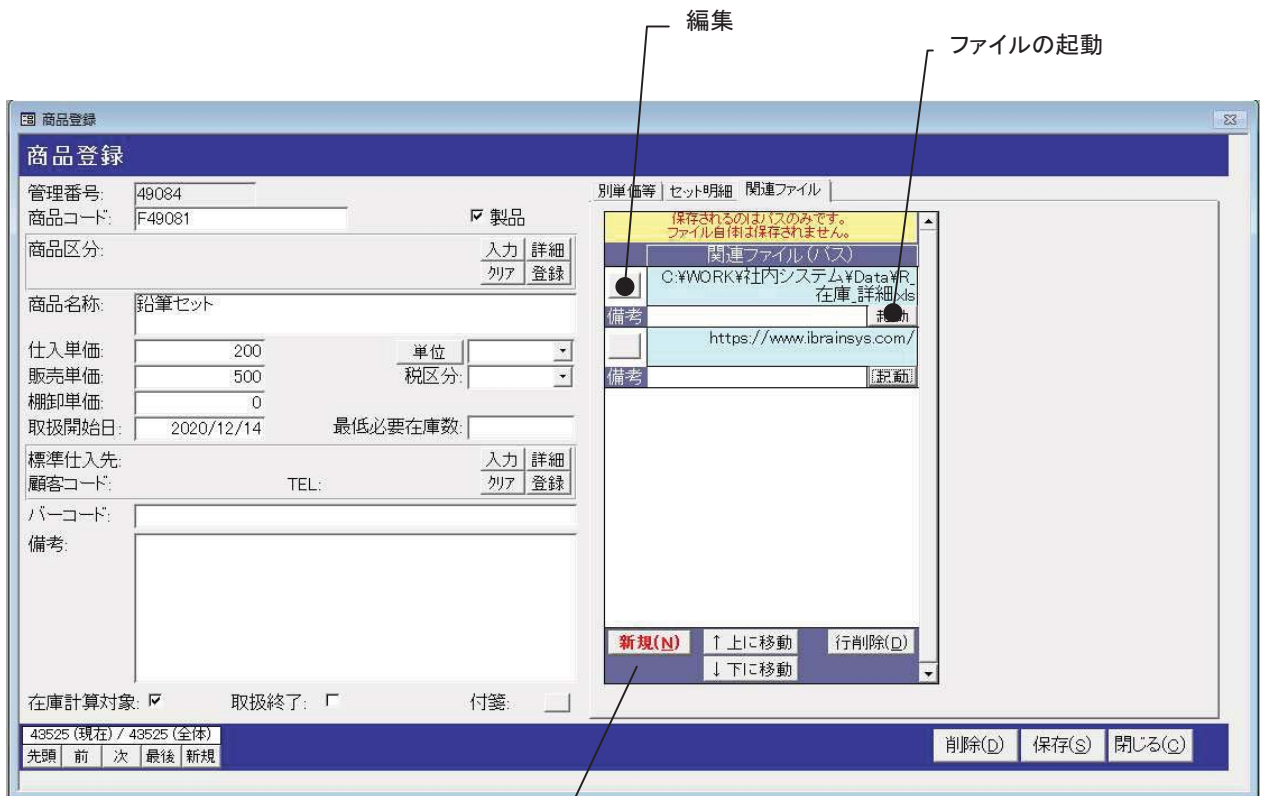 編集
ファイルの起動
商品登録
商品登録
管理番号: 49084
商品コード: F49081 製品
商品区分: 入力 詳細
クリア 登録
商品名称: 鉛筆セット
仕入単価: 200 単位
販売単価: 500 税区分:
棚卸単価: 0
取扱開始日: 2020/12/14 最低必要在庫数:
標準仕入先: 入力 詳細
顧客コード: TEL: クリア 登録
バーコード:
備考:
在庫計算対象: 取扱終了: 付箋:
別単価等 セット明細 関連ファイル
保存されるのはパスのみです。
ファイル自体は保存されません。
関連ファイル(パス)
C:¥WORK¥社内システム¥Data¥R_
在庫_詳細.xls
備考 起動
https://www.ibrainsys.com/
備考 起動
新規(N) ↑上に移動 行削除(D)
↓下に移動
43525 (現在) / 43525 (全体)
先頭 前 次 最後 新規
削除(D) 保存(S) 閉じる(C)